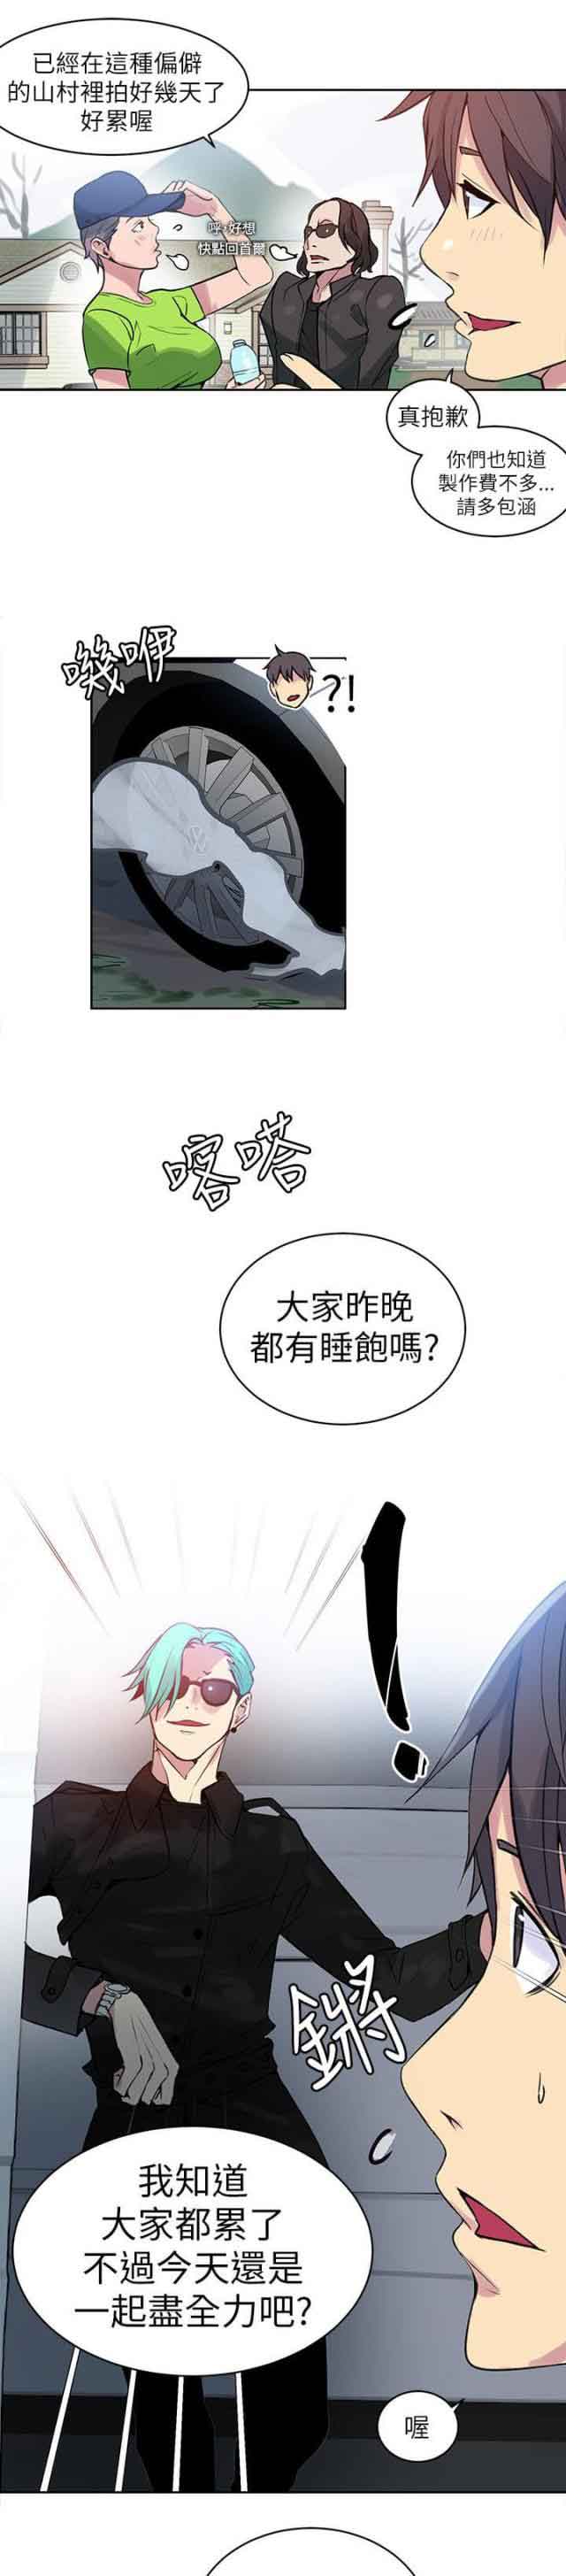 已經在這種偏僻
的山村裡拍好幾天了
好累喔
呼，好想
快點回首爾
真抱歉
你們也知道
製作費不多...
請多包涵
嘰咿
?!
喀嗒
大家昨晚
都有睡飽嗎?
鏘
我知道
大家都累了
不過今天還是
一起盡全力吧?
喔